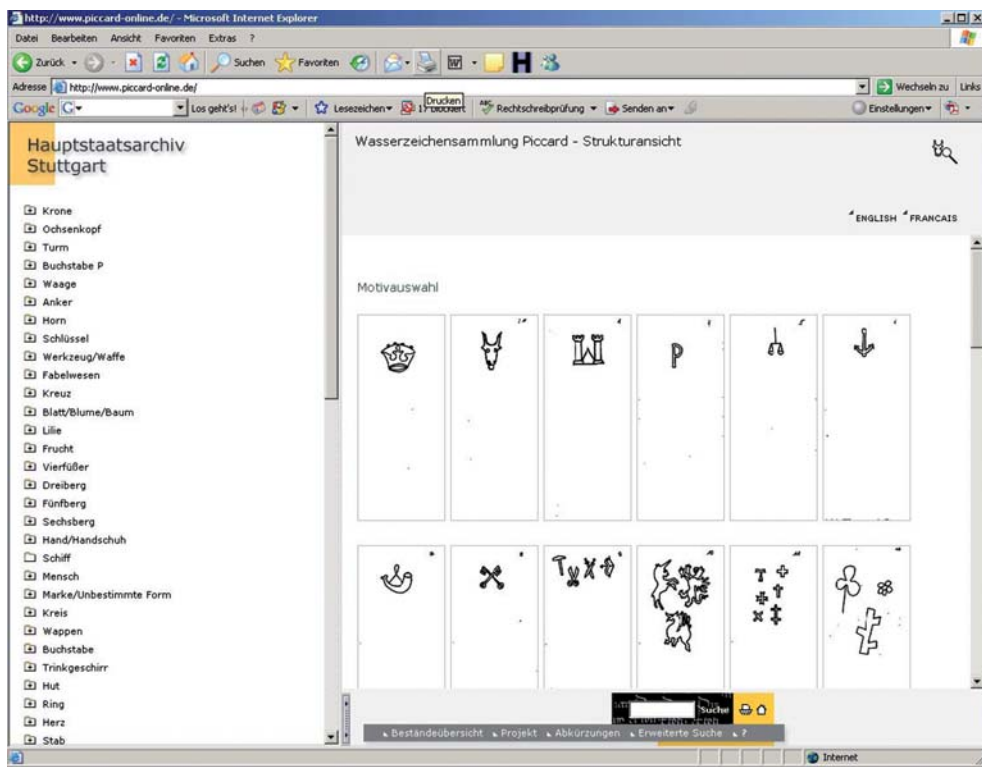 http://www.piccard-online.de/ - Microsoft Internet Explorer
Datei Bearbeiten Ansicht Favoriten Extras ?
Zurück Suchen Favoriten
Adresse http://www.piccard-online.de/ Wechseln zu Links
Google Los geht's! Lesezeichen Rechtschreibprüfung Senden an Einstellungen
Drucken
Hauptstaatsarchiv
Stuttgart
Krone
Ochsenkopf
Turm
Buchstabe P
Waage
Anker
Horn
Schlüssel
Werkzeug/Waffe
Fabelwesen
Kreuz
Blatt/Blume/Baum
Lilie
Frucht
Vierfüßer
Dreiberg
Fünfberg
Sechsberg
Hand/Handschuh
Schiff
Mensch
Marke/Unbestimmte Form
Kreis
Wappen
Buchstabe
Trinkgeschirr
Hut
Ring
Herz
Stab
Wasserzeichensammlung Piccard - Strukturansicht
ENGLISH FRANCAIS
Motivauswahl
P
Suche
Beständeübersicht Projekt Abkürzungen Erweiterte Suche ?
Internet